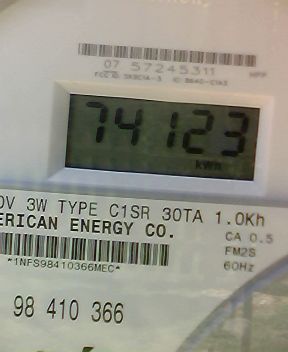 07 57245311
74123
kWh
0V 3W TYPE C1SR 30TA 1.0Kh
ERICAN ENERGY CO.
CA 0.5
FM2S
60Hz
*1NFS98410366MEC*
98 410 366